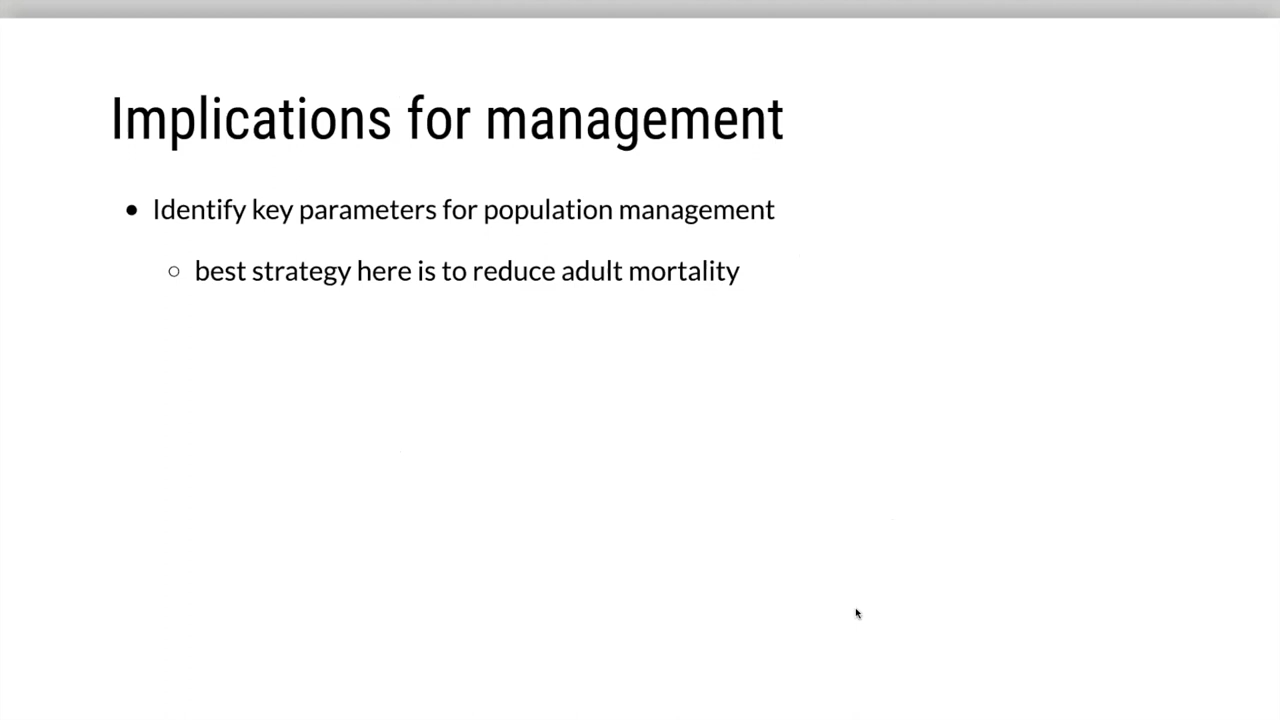 Implications for management
Identify key parameters for population management
best strategy here is to reduce adult mortality